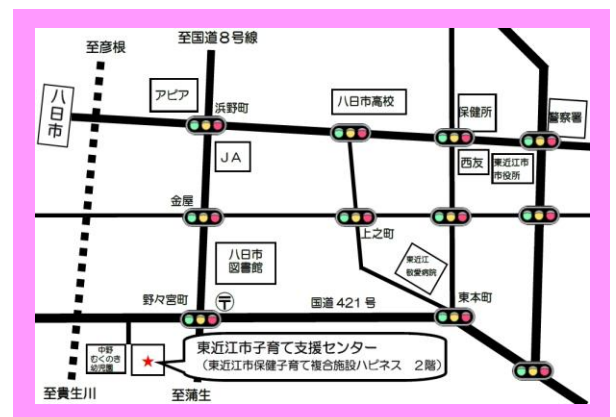 至国道8号線
至彦根
アピア
八日市
浜野町
八日市高校
保健所
警察署
JA
西友
東近江市
市役所
金屋
上之町
八日市
図書館
東近江
敬愛病院
野々宮町
〒
国道421号
東本町
中野
むくのき
幼児園
★
東近江市子育て支援センター
(東近江市保健子育て複合施設ハピネス 2階)
至貴生川
至蒲生